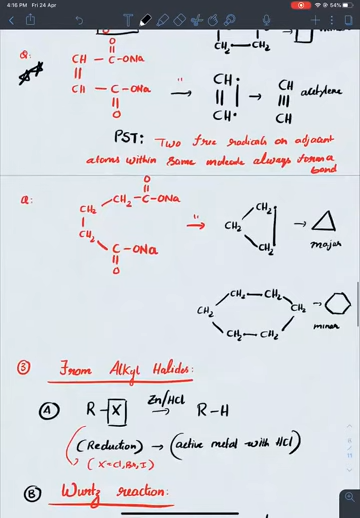 4:16 PM Fri 24 Apr
CH₂
Q:
O
||
CH — C — ONa
||
CH — C — ONa
||
O
''
→
CH•
|||
CH•
→
CH
|||
CH
acetylene
PST: Two free radicals on adjacent
atoms within same molecule always form a
bond
Q:
O
||
CH₂ — C — ONa
CH₂
|
CH₂
C — ONa
||
O
''
→
CH₂•
CH₂
CH₂
→
major
CH₂ — CH₂
CH₂
CH₂
CH₂ — CH₂
→
minor
③ From Alkyl Halides:
Ⓐ R — X Zn/HCl → R — H
(Reduction) → (active metal with HCl)
(X = Cl, Br, I)
Ⓑ Wurtz reaction: